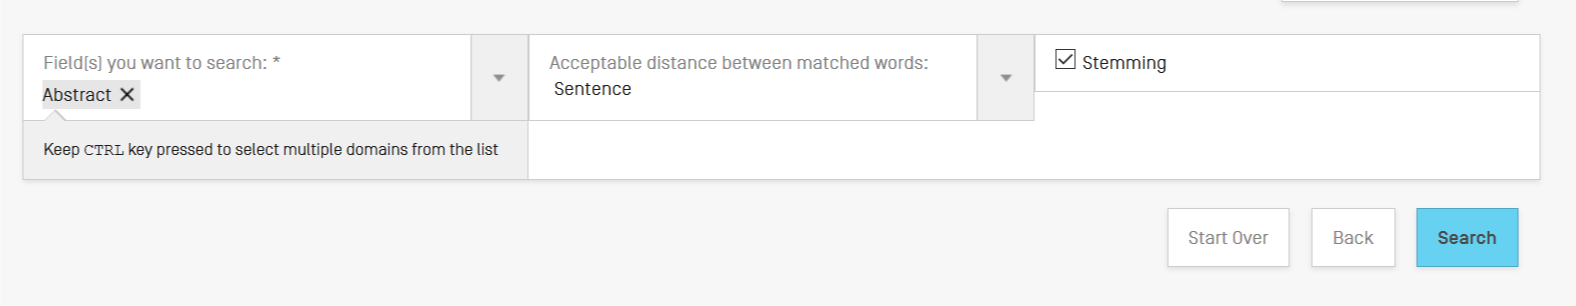 Field(s) you want to search: *
Abstract
Keep CTRL key pressed to select multiple domains from the list
Acceptable distance between matched words:
Sentence
Stemming
Start Over
Back
Search